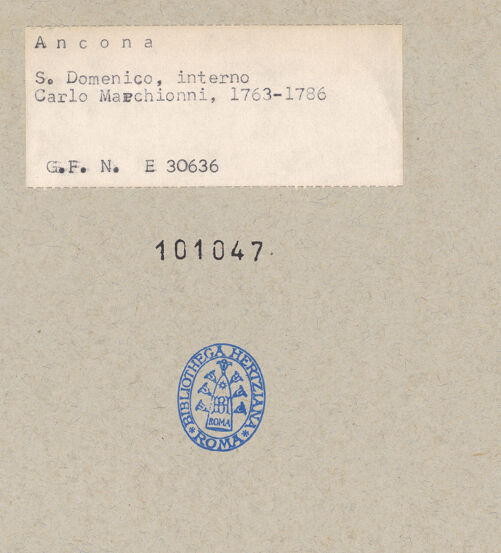 Ancona
S. Domenico, interno
Carlo Marchionni, 1763-1786
G.F. N. E 30636
101047
BIBLIOTHECA HERTZIANA
ROMA
*ROMA*